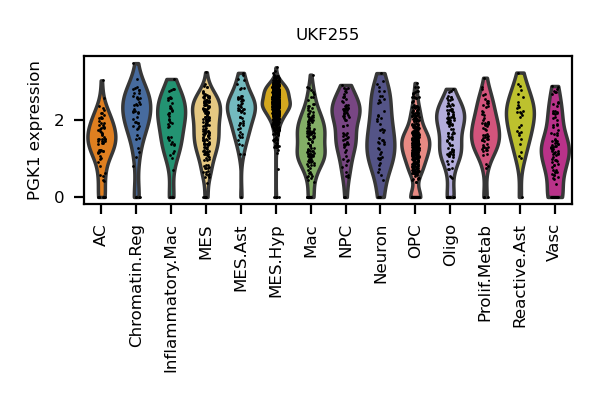 UKF255
PGK1 expression
2
0
AC
Chromatin.Reg
Inflammatory.Mac
MES
MES.Ast
MES.Hyp
Mac
NPC
Neuron
OPC
Oligo
Prolif.Metab
Reactive.Ast
Vasc